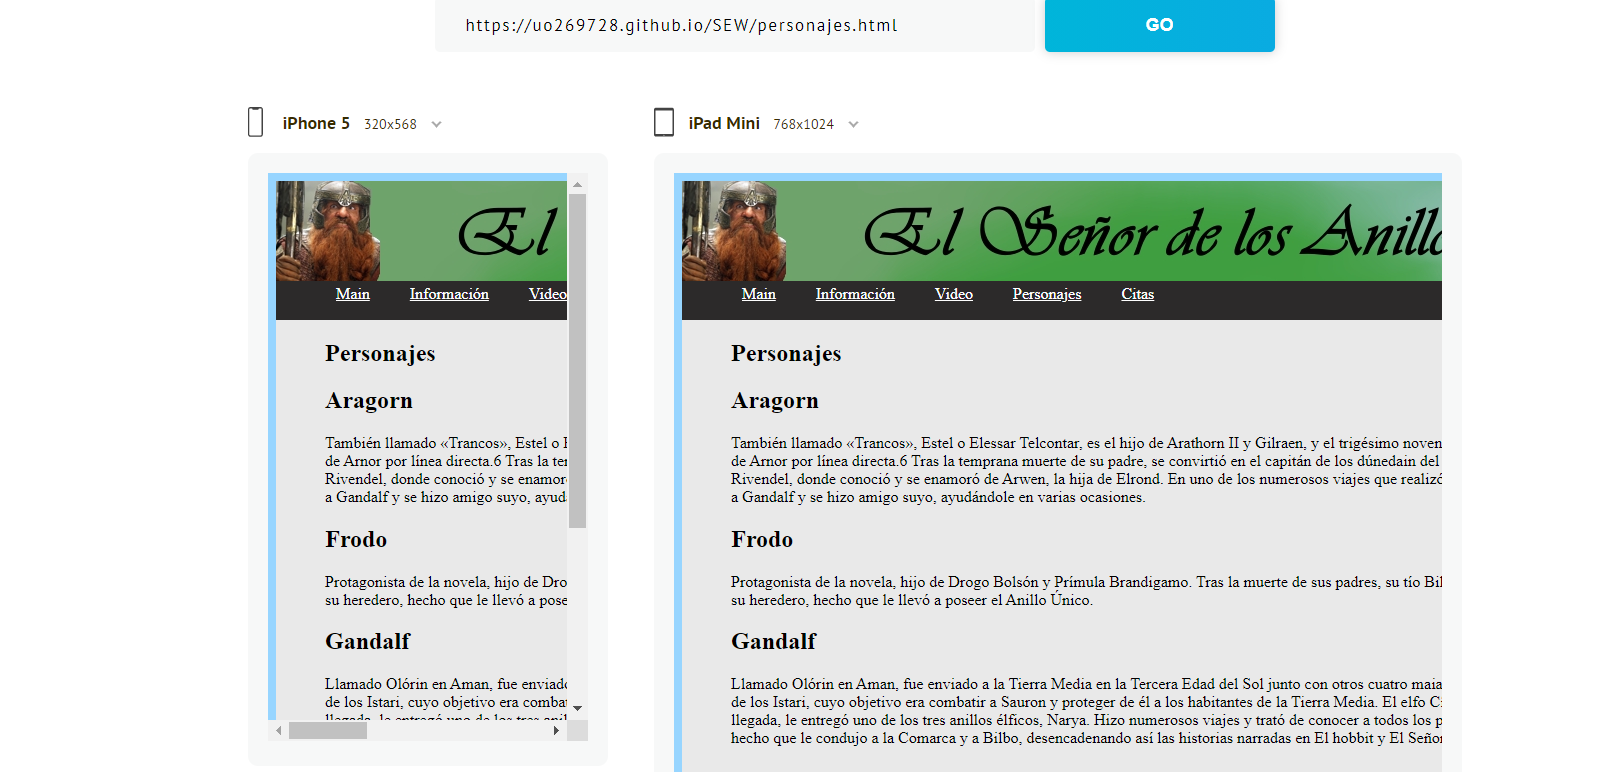 https://uo269728.github.io/SEW/personajes.html
GO
iPhone 5 320x568
iPad Mini 768x1024
El
Main Información Video
Personajes
Aragorn
También llamado «Trancos», Estel o
de Arnor por línea directa.6 Tras la
Rivendel, donde conoció y se
a Gandalf y se hizo amigo suyo,
Frodo
Protagonista de la novela, hijo de
su heredero, hecho que le llevó a
Gandalf
Llamado Olórin en Aman, fue
de los Istari, cuyo objetivo era
El Señor de los
Main Información Video Personajes Citas
Personajes
Aragorn
También llamado «Trancos», Estel o Elessar Telcontar, es el hijo de Arathorn II y Gilraen, y el trigésimo
de Arnor por línea directa.6 Tras la temprana muerte de su padre, se convirtió en el capitán de los dúnedain del
Rivendel, donde conoció y se enamoró de Arwen, la hija de Elrond. En uno de los numerosos viajes que realizó
a Gandalf y se hizo amigo suyo, ayudándole en varias ocasiones.
Frodo
Protagonista de la novela, hijo de Drogo Bolsón y Prímula Brandigamo. Tras la muerte de sus padres, su tío
su heredero, hecho que le llevó a poseer el Anillo Único.
Gandalf
Llamado Olórin en Aman, fue enviado a la Tierra Media en la Tercera Edad del Sol junto con otros cuatro
de los Istari, cuyo objetivo era combatir a Sauron y proteger de él a los habitantes de la Tierra Media. El elfo
llegada, le entregó uno de los tres anillos élficos, Narya. Hizo numerosos viajes y trató de conocer a todos los
hecho que le condujo a la Comarca y a Bilbo, desencadenando así las historias narradas en El hobbit y El